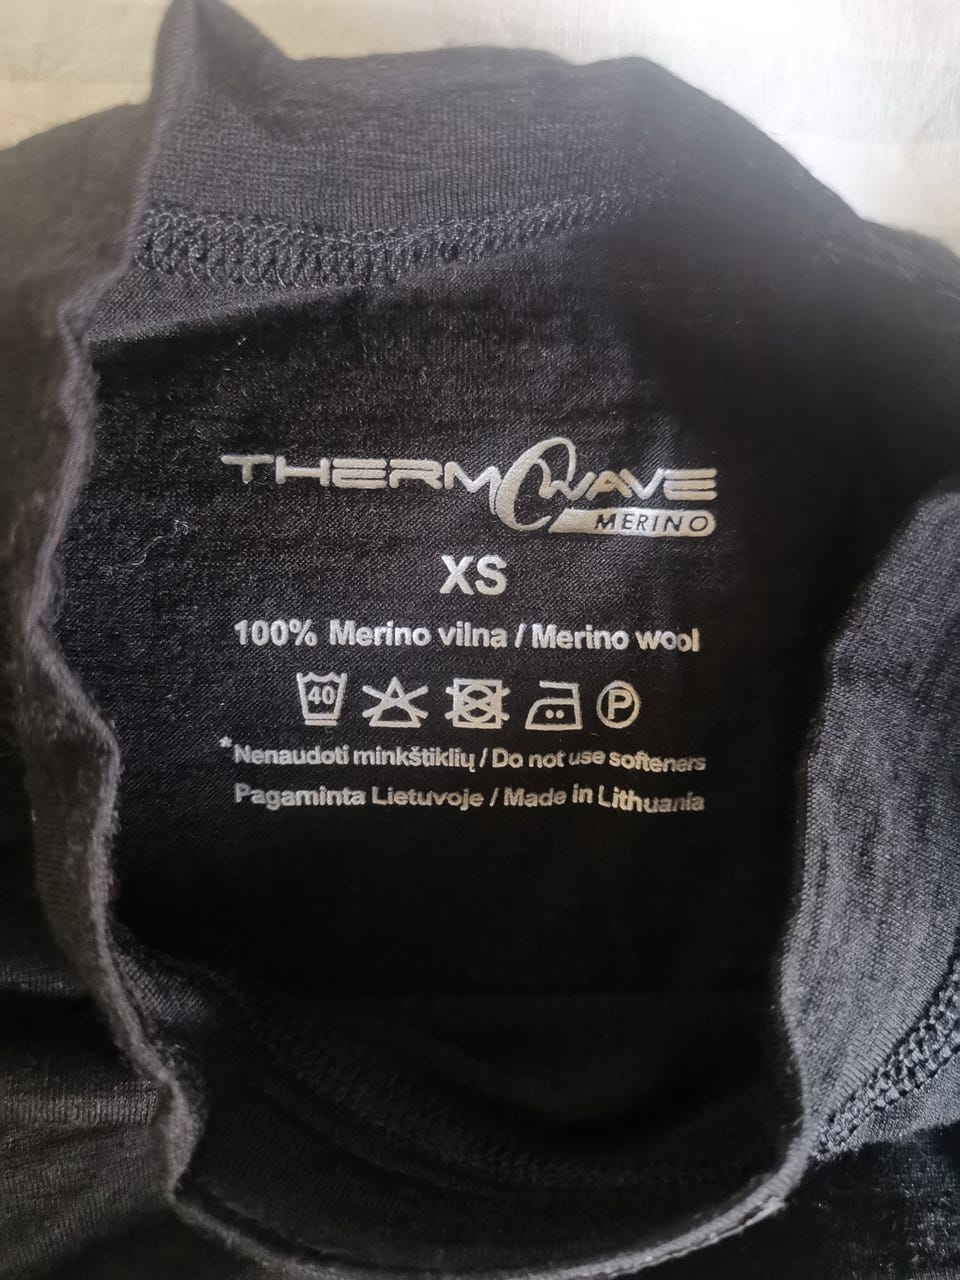 THERMOWAVE
MERINO
XS
100% Merino vilna / Merino wool
40 P
*Nenaudoti minkštiklių / Do not use softeners
Pagaminta Lietuvoje / Made in Lithuania